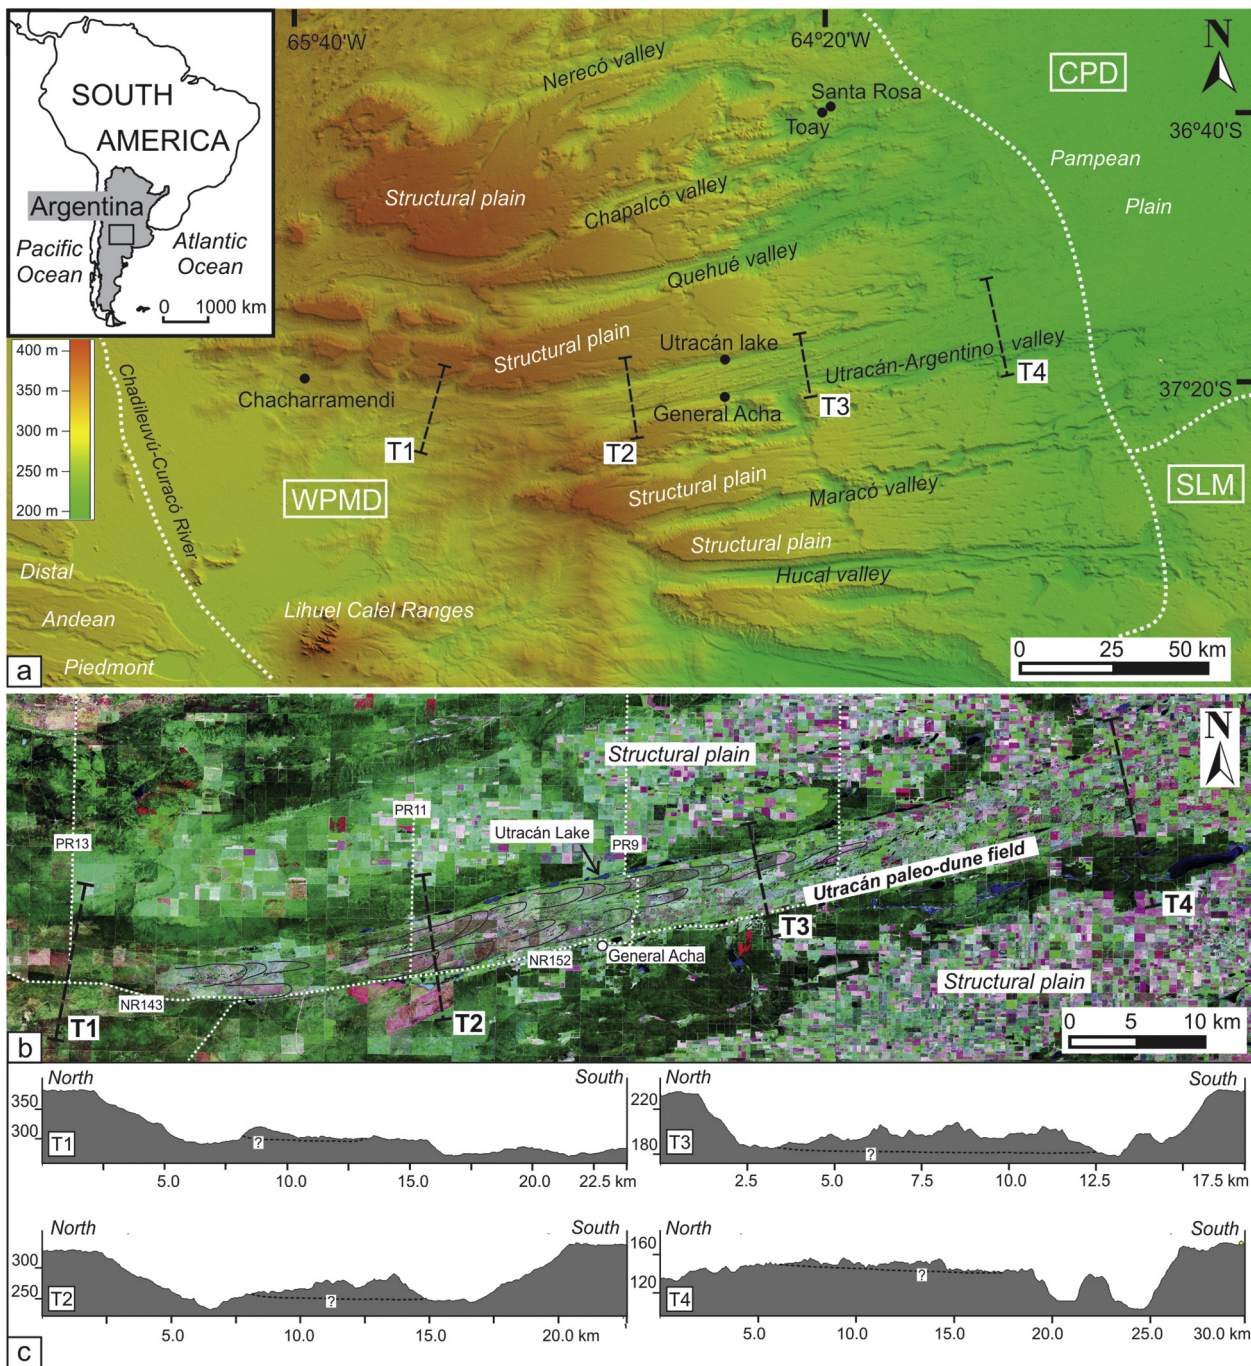 SOUTH
AMERICA
Argentina
Pacific
Ocean
Atlantic
Ocean
0 1000 km
65º40'W
64º20'W
N
CPD
Nerecó valley
Santa Rosa
Toay
36º40'S
Pampean
Plain
Structural plain
Chapalcó valley
Quehué valley
400 m
350 m
300 m
250 m
200 m
Structural plain
Utracán lake
Utracán-Argentino valley
T4
37º20'S
Chacharramendi
General Acha
T3
T1
T2
Chadileuvú-Curacó River
WPMD
Structural plain
Maracó valley
SLM
Structural plain
Hucal valley
Distal
Andean
Piedmont
Lihuel Calel Ranges
0 25 50 km
a
N
Structural plain
PR11
Utracán Lake
PR13
PR9
Utracán paleo-dune field
T4
T3
General Acha
NR152
Structural plain
NR143
T1
T2
0 5 10 km
b
North South
350
300
T1
?
5.0 10.0 15.0 20.0 22.5 km
North South
220
180
T3
?
2.5 5.0 7.5 10.0 12.5 17.5 km
North South
300
250
T2
?
5.0 10.0 15.0 20.0 km
North South
160
120
T4
?
5.0 10.0 15.0 20.0 25.0 30.0 km
c